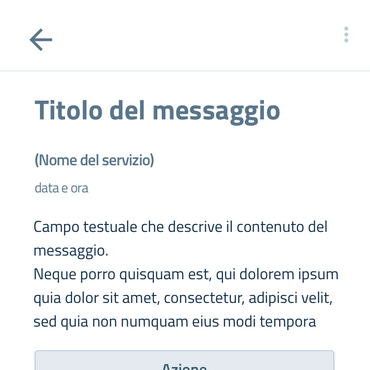 Titolo del messaggio
(Nome del servizio)
data e ora
Campo testuale che descrive il contenuto del
messaggio.
Neque porro quisquam est, qui dolorem ipsum
quia dolor sit amet, consectetur, adipisci velit,
sed quia non numquam eius modi tempora
Azione